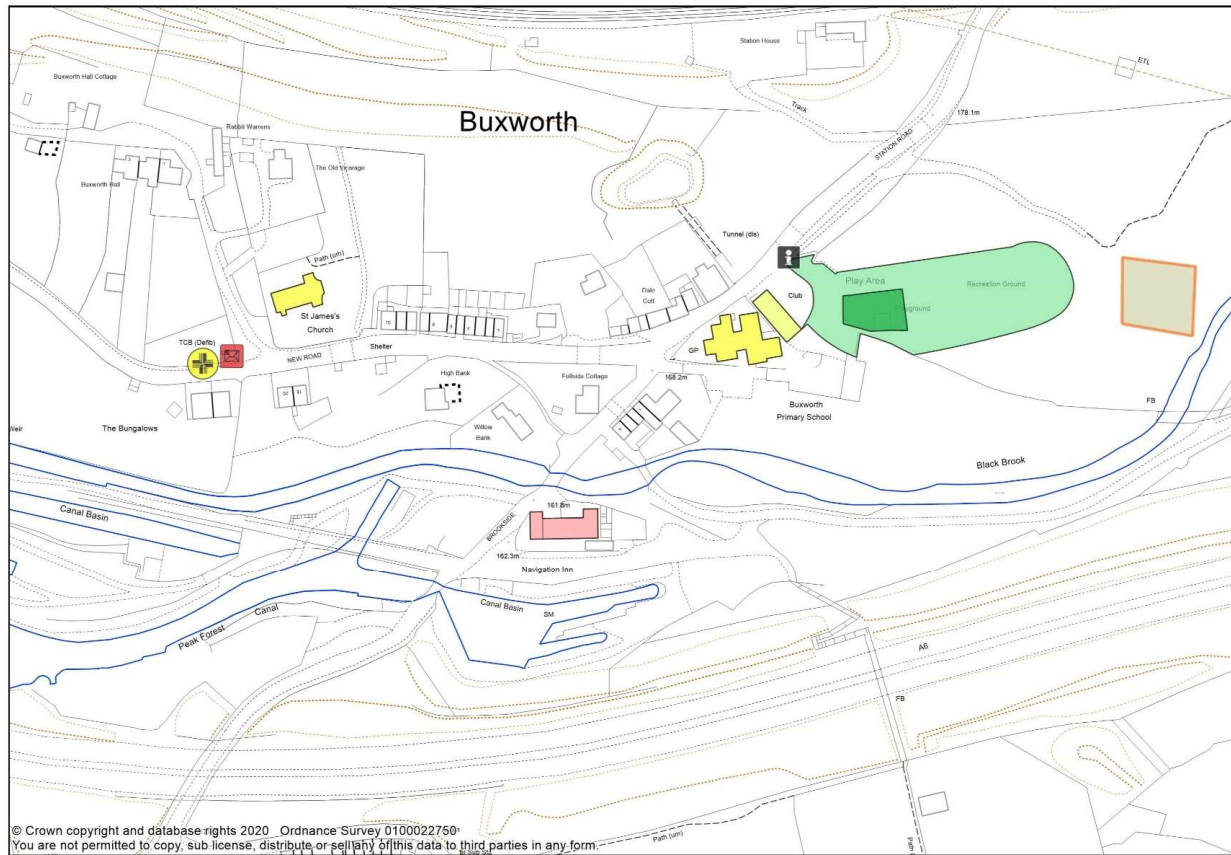 Station House
ETL
Buxworth Hall Cottage
Track
178.1m
Buxworth
STATION ROAD
Rabbit Warrens
The Old Vicarage
Buxworth Hall
Tunnel (dis)
Path (um)
Play Area
Recreation Ground
Dale
Cott
Club
Playground
St James's
Church
TCB (Defib)
Shelter
NEW ROAD
GP
High Bank
Follside Cottage
168.2m
Buxworth
Primary School
FB
Willow
Bank
Weir
The Bungalows
Black Brook
Canal Basin
161.8m
BROOKSIDE
162.3m
Navigation Inn
Canal Basin
SM
Peak Forest Canal
A6
FB
Path (um)
© Crown copyright and database rights 2020 Ordnance Survey 0100022750
You are not permitted to copy, sub license, distribute or sell any of this data to third parties in any form.